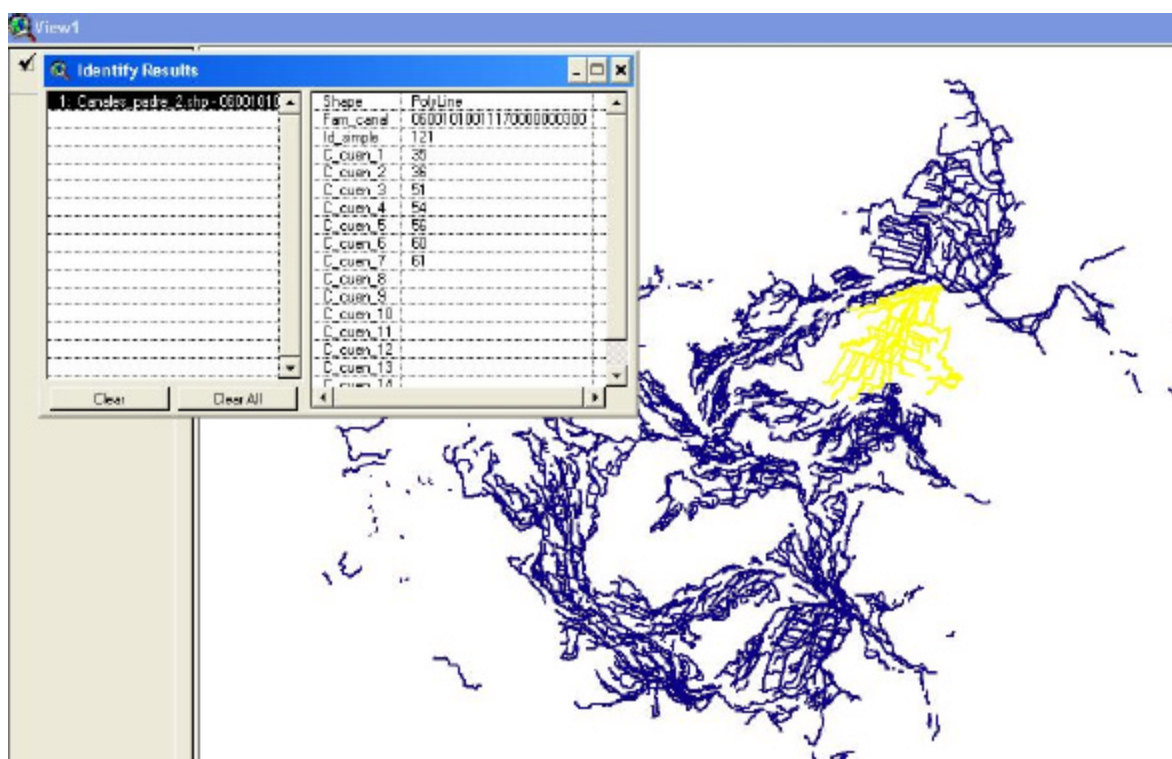 View1
Identify Results
1: Canales_padre_2.shp - 06001010
Shape PolyLine
Fam_canal
Id_simple 121
C_cuen_1 35
C_cuen_2 36
C_cuen_3 51
C_cuen_4 54
C_cuen_5 56
C_cuen_6 60
C_cuen_7 61
C_cuen_8
C_cuen_9
C_cuen_10
C_cuen_11
C_cuen_12
C_cuen_13
C_cuen_14
Clear Clear All